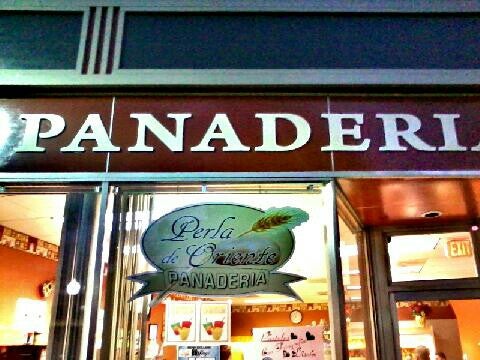 PANADERIA
Perla
de Oriente
PANADERIA
EXIT